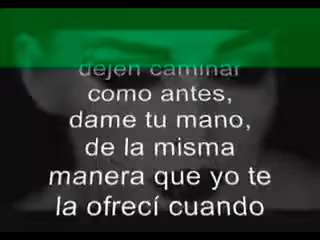 dejen caminar
como antes,
dame tu mano,
de la misma
manera que yo te
la ofrecí cuando